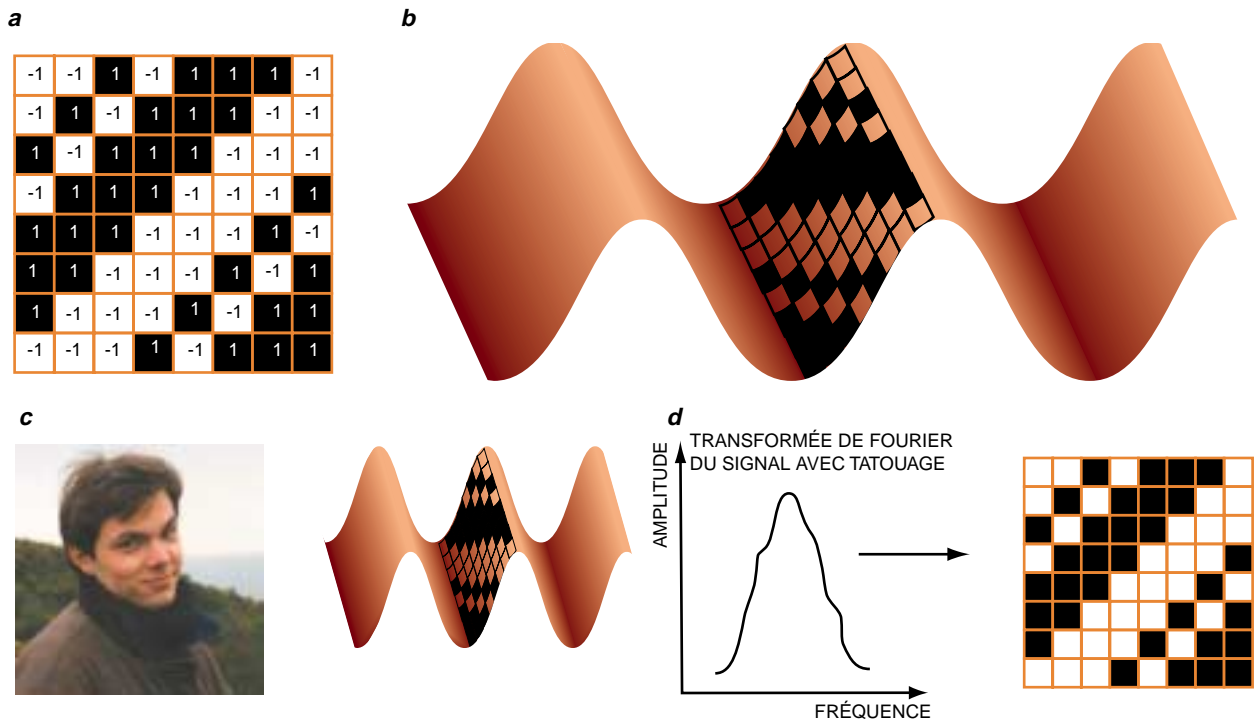 a
b
-1 -1 1 -1 1 1 1 -1
-1 1 -1 1 1 1 -1 -1
1 -1 1 1 1 -1 -1 -1
-1 1 1 1 -1 -1 -1 1
1 1 1 -1 -1 -1 1 -1
1 1 -1 -1 -1 1 -1 1
1 -1 -1 -1 1 -1 1 1
-1 -1 -1 1 -1 1 1 1
c
d
TRANSFORMÉE DE FOURIER
DU SIGNAL AVEC TATOUAGE
AMPLITUDE
FRÉQUENCE